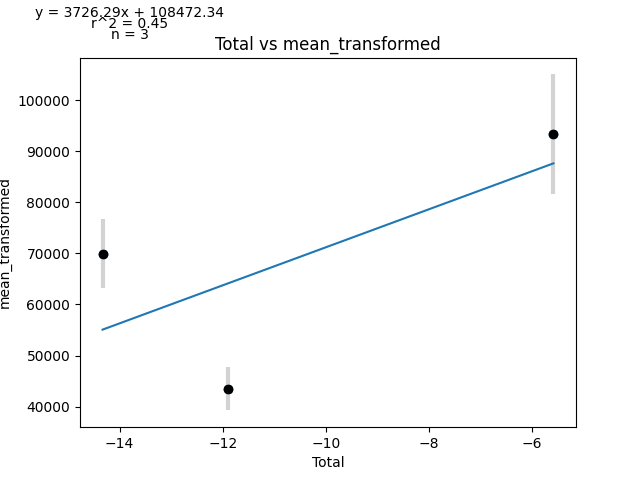 y = 3726.29x + 108472.34
r^2 = 0.45
n = 3
Total vs mean_transformed
100000
90000
80000
70000
60000
50000
40000
mean_transformed
−14
−12
−10
−8
−6
Total